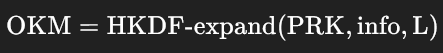 OKM = HKDF-expand(PRK, info, L)